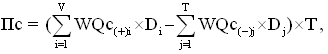 Пс = (∑_{i=1}^{V} WQc_{(+)i} × D_i − ∑_{j=1}^{T} WQc_{(−)j} × D_j) × T,